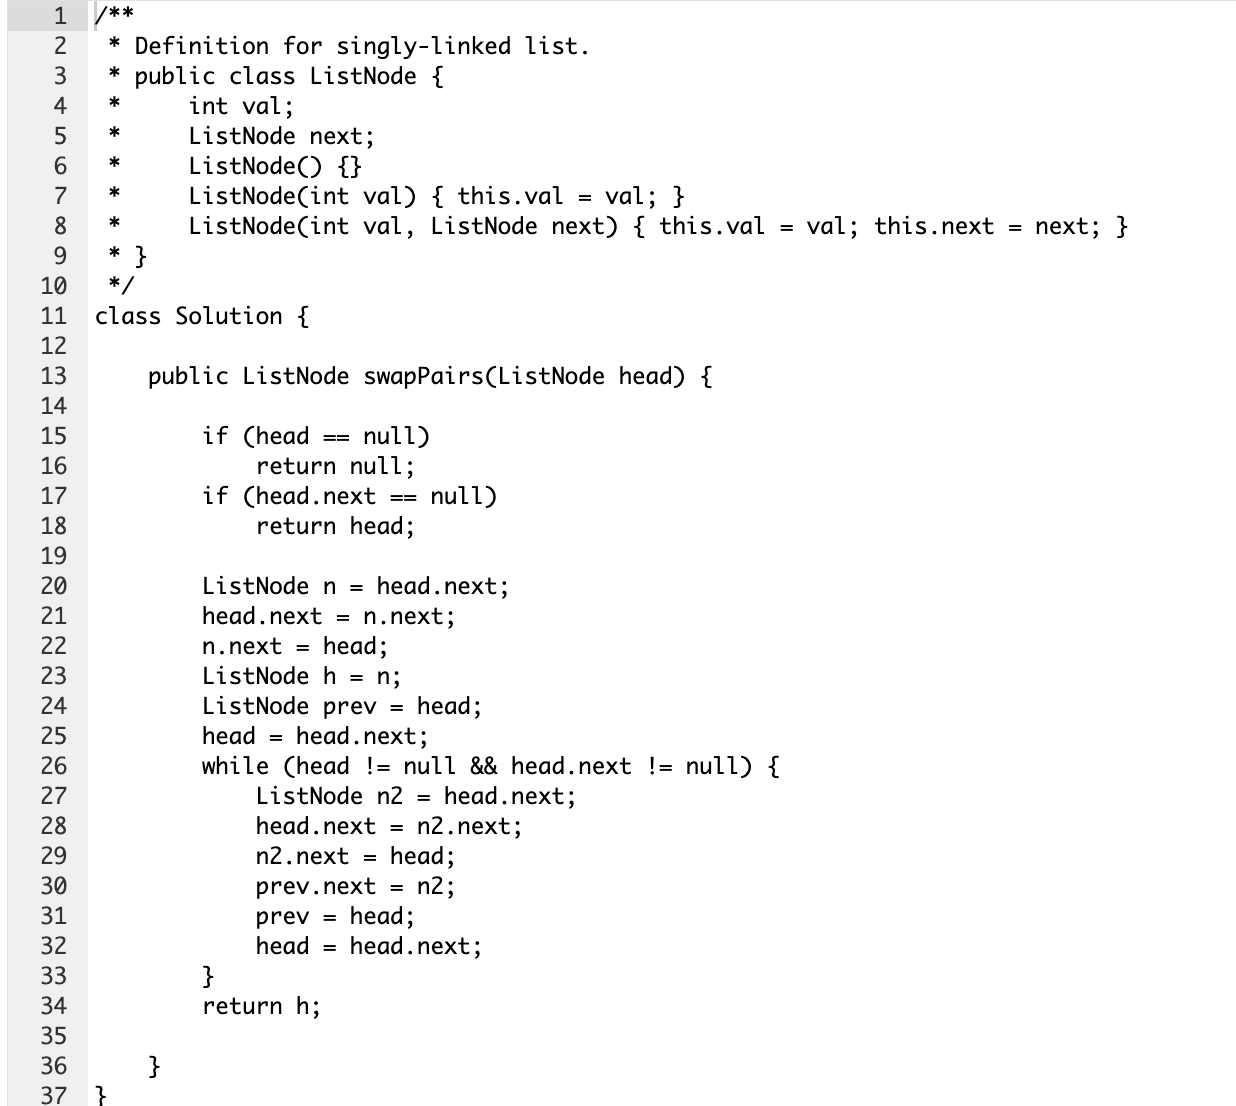 1 /**
2  * Definition for singly-linked list.
3  * public class ListNode {
4  *     int val;
5  *     ListNode next;
6  *     ListNode() {}
7  *     ListNode(int val) { this.val = val; }
8  *     ListNode(int val, ListNode next) { this.val = val; this.next = next; }
9  * }
10  */
11 class Solution {
12
13     public ListNode swapPairs(ListNode head) {
14
15         if (head == null)
16             return null;
17         if (head.next == null)
18             return head;
19
20         ListNode n = head.next;
21         head.next = n.next;
22         n.next = head;
23         ListNode h = n;
24         ListNode prev = head;
25         head = head.next;
26         while (head != null && head.next != null) {
27             ListNode n2 = head.next;
28             head.next = n2.next;
29             n2.next = head;
30             prev.next = n2;
31             prev = head;
32             head = head.next;
33         }
34         return h;
35
36     }
37 }